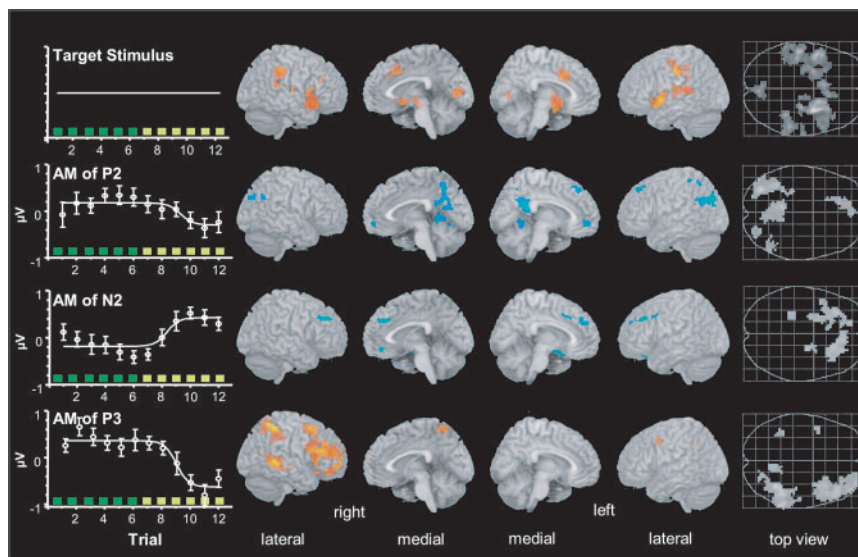 Target Stimulus
2 4 6 8 10 12
AM of P2
1
µV
0
-1
2 4 6 8 10 12
AM of N2
1
µV
0
-1
2 4 6 8 10 12
AM of P3
1
µV
0
-1
2 4 6 8 10 12
Trial
right
left
lateral
medial
medial
lateral
top view